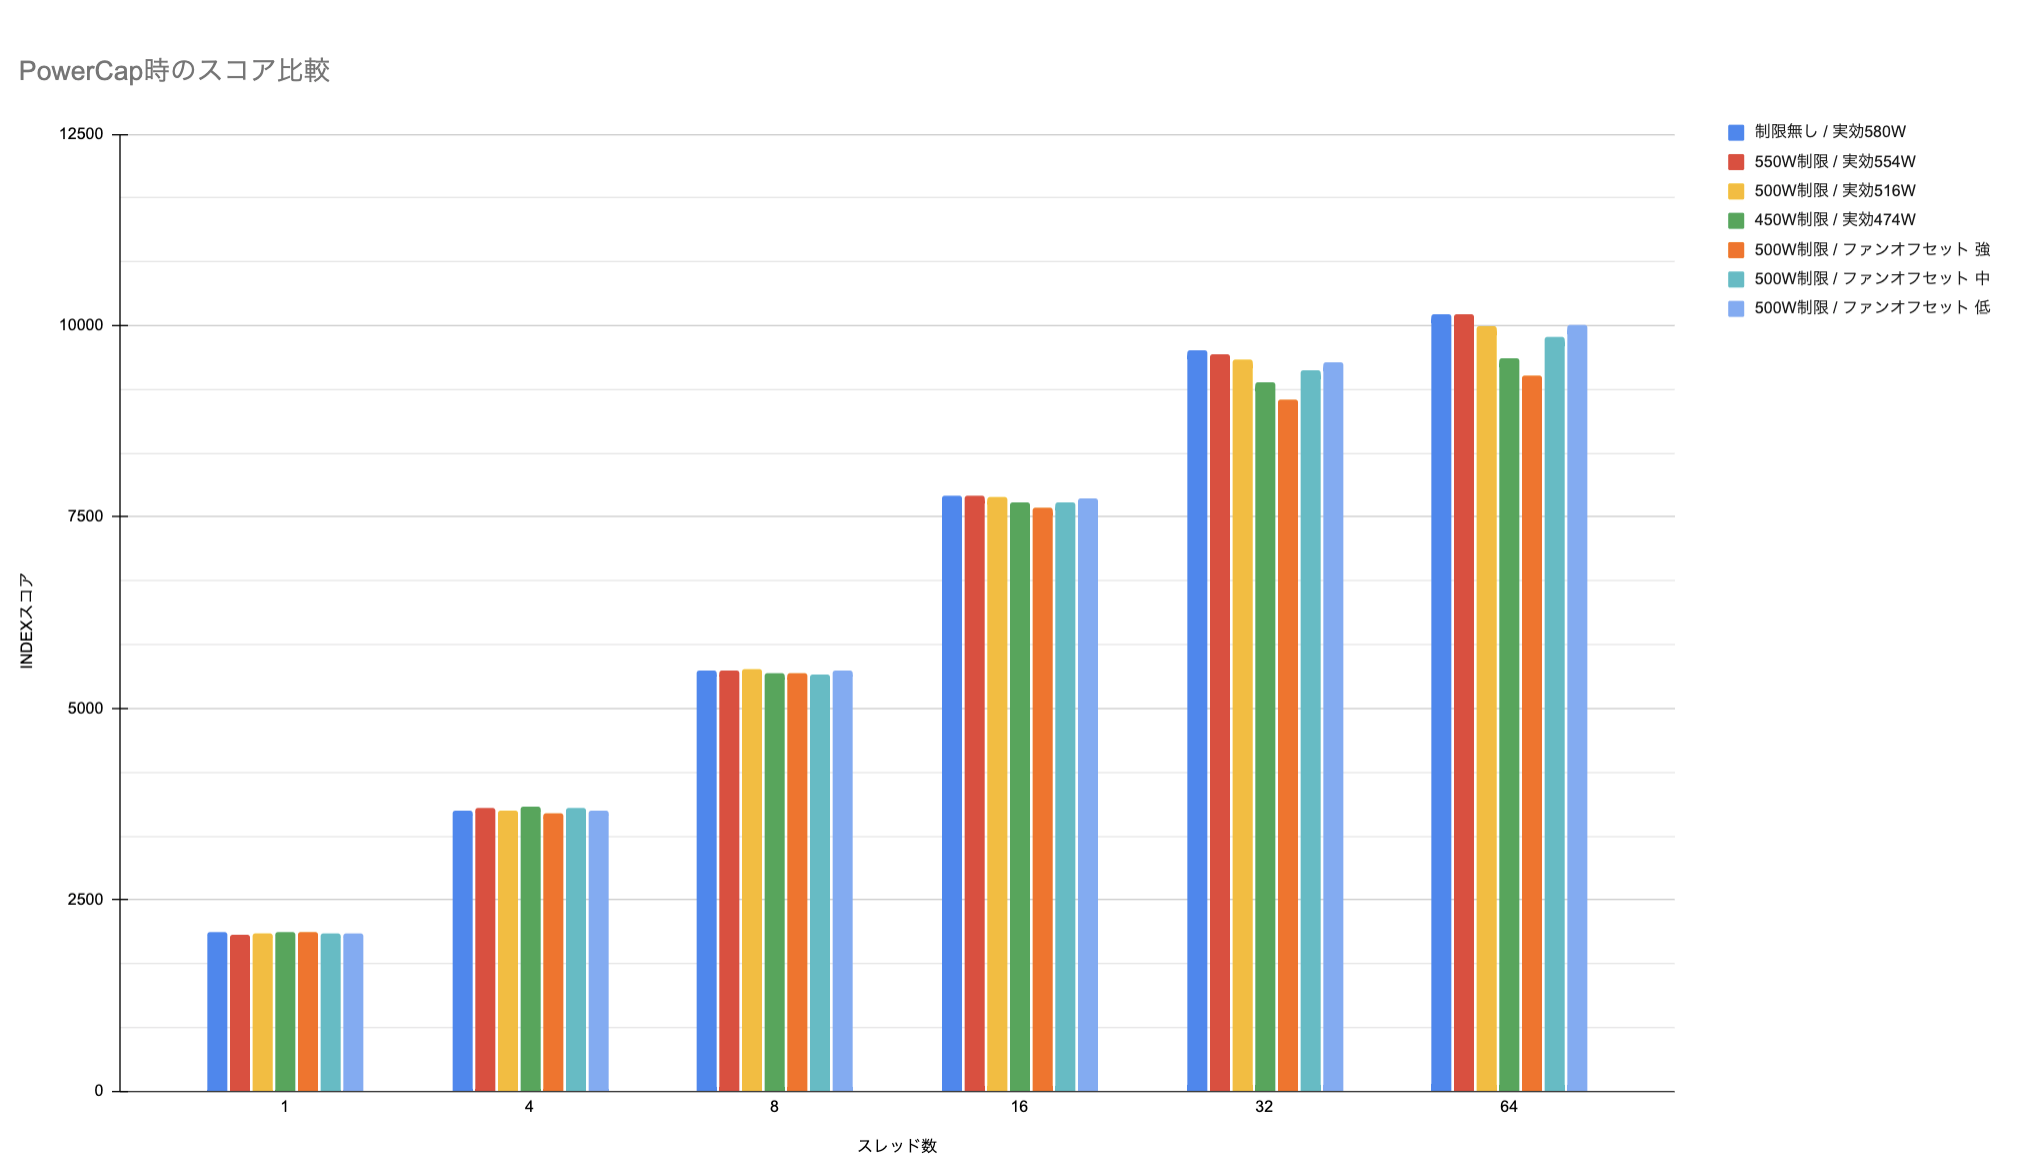 PowerCap時のスコア比較
制限無し / 実効580W
550W制限 / 実効554W
500W制限 / 実効516W
450W制限 / 実効474W
500W制限 / ファンオフセット 強
500W制限 / ファンオフセット 中
500W制限 / ファンオフセット 低
INDEXスコア
12500
10000
7500
5000
2500
0
1 4 8 16 32 64
スレッド数